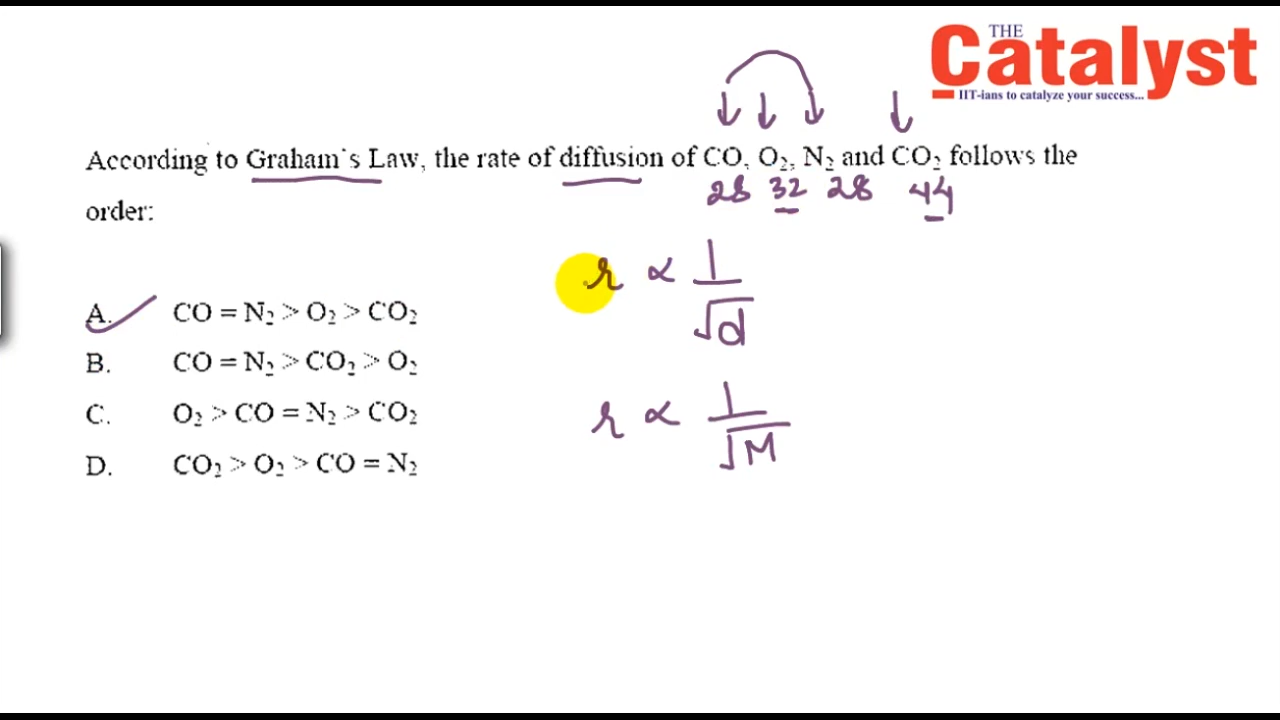 THE
Catalyst
IIT-ians to catalyze your success...
According to Graham's Law, the rate of diffusion of CO, O₂, N₂ and CO₂ follows the
28 32 28 44
order:
r ∝ 1/√d
A. CO = N₂ > O₂ > CO₂
B. CO = N₂ > CO₂ > O₂
C. O₂ > CO = N₂ > CO₂
r ∝ 1/√M
D. CO₂ > O₂ > CO = N₂